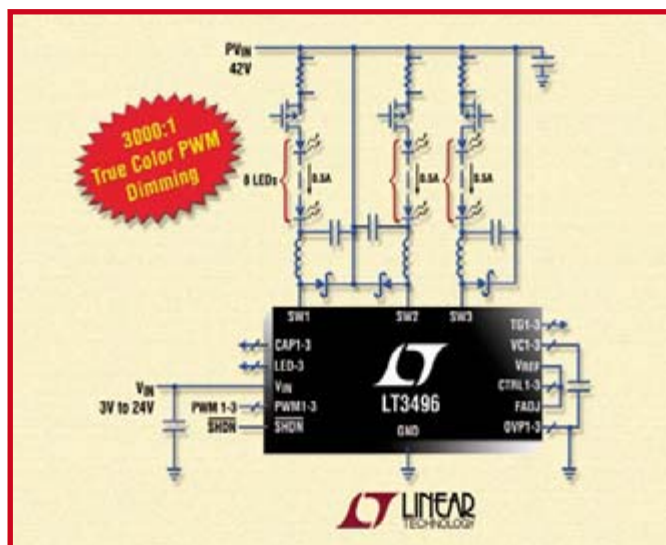 PVIN
42V
3000:1
True Color PWM
Dimming
8 LEDs
0.5A
0.5A
0.5A
SW1
SW2
SW3
TG1-3
CAP1-3
VC1-3
LED-3
VREF
VIN
3V to 24V
VIN
CTRL1-3
LT3496
PWM 1-3
PWM1-3
FADJ
SHDN
SHDN
GND
OVP1-3
LINEAR
TECHNOLOGY